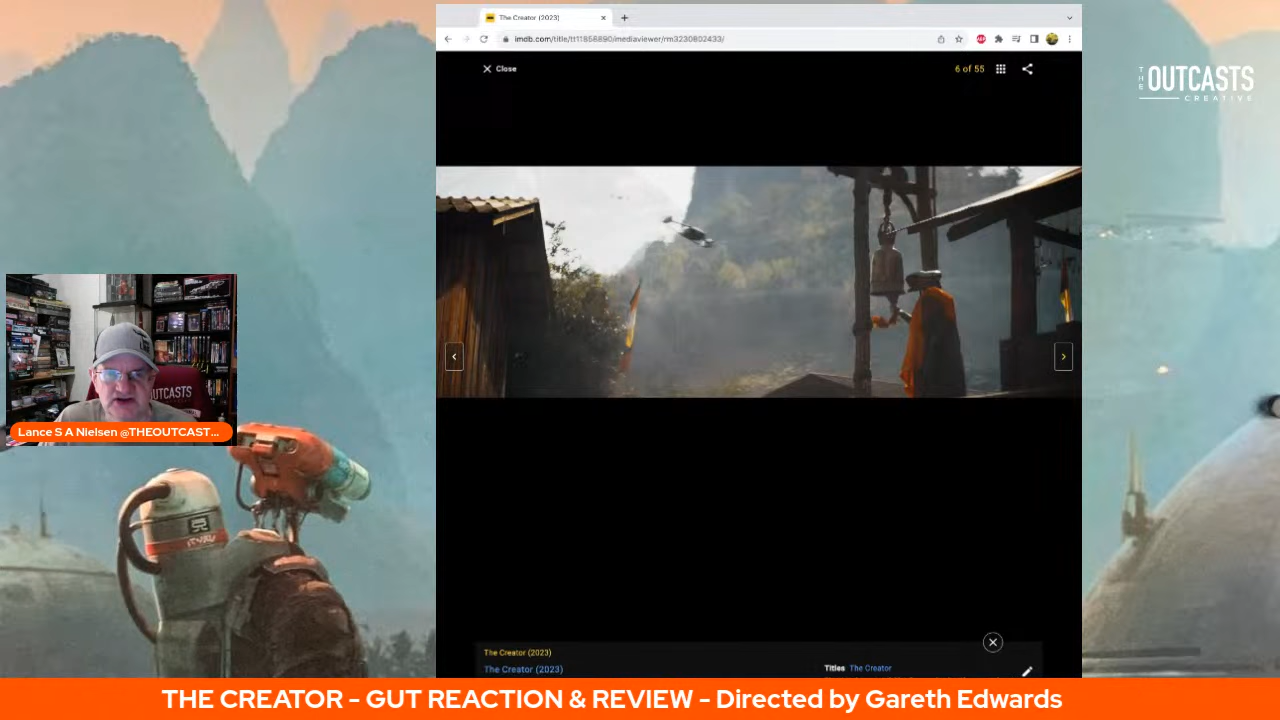 The Creator (2023)
imdb.com/title/tt11858890/mediaviewer/rm3230802433/
Close
6 of 55
THE OUTCASTS
CREATIVE
OUTCASTS
Lance S A Nielsen @THEOUTCAST...
The Creator (2023)
The Creator (2023)
Titles The Creator
THE CREATOR - GUT REACTION & REVIEW - Directed by Gareth Edwards